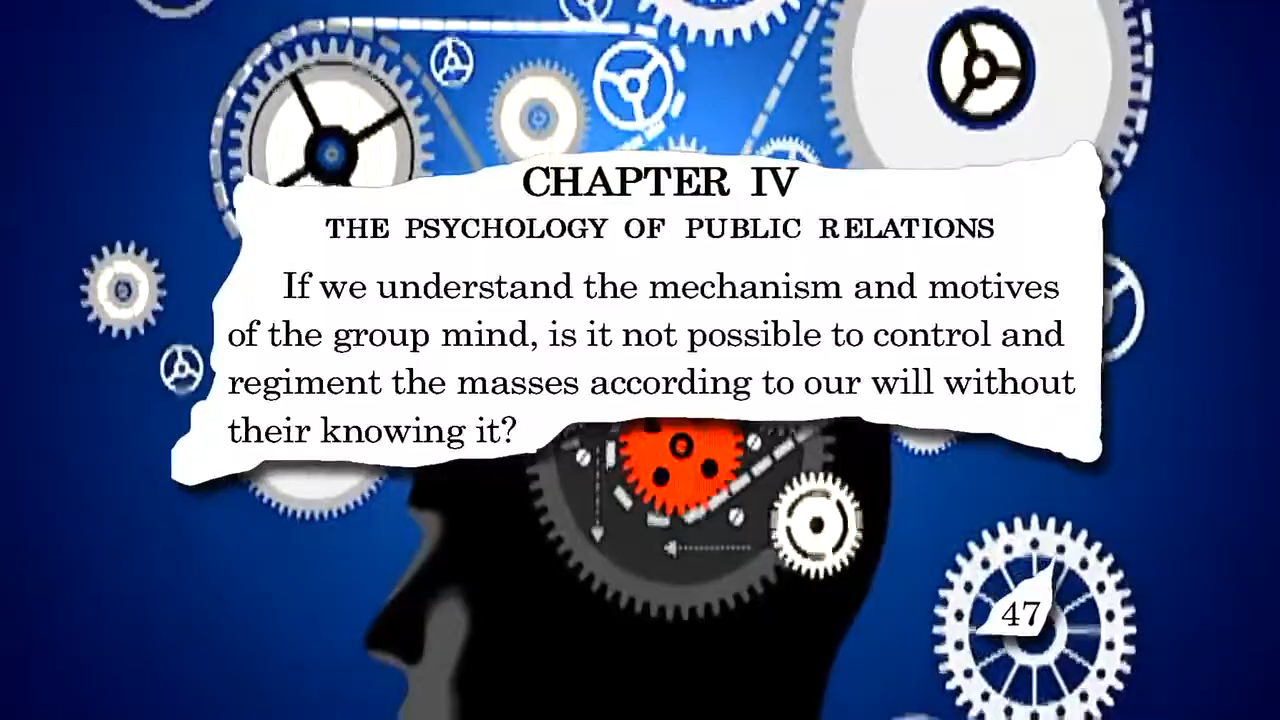 CHAPTER IV
THE PSYCHOLOGY OF PUBLIC RELATIONS
If we understand the mechanism and motives
of the group mind, is it not possible to control and
regiment the masses according to our will without
their knowing it?
47